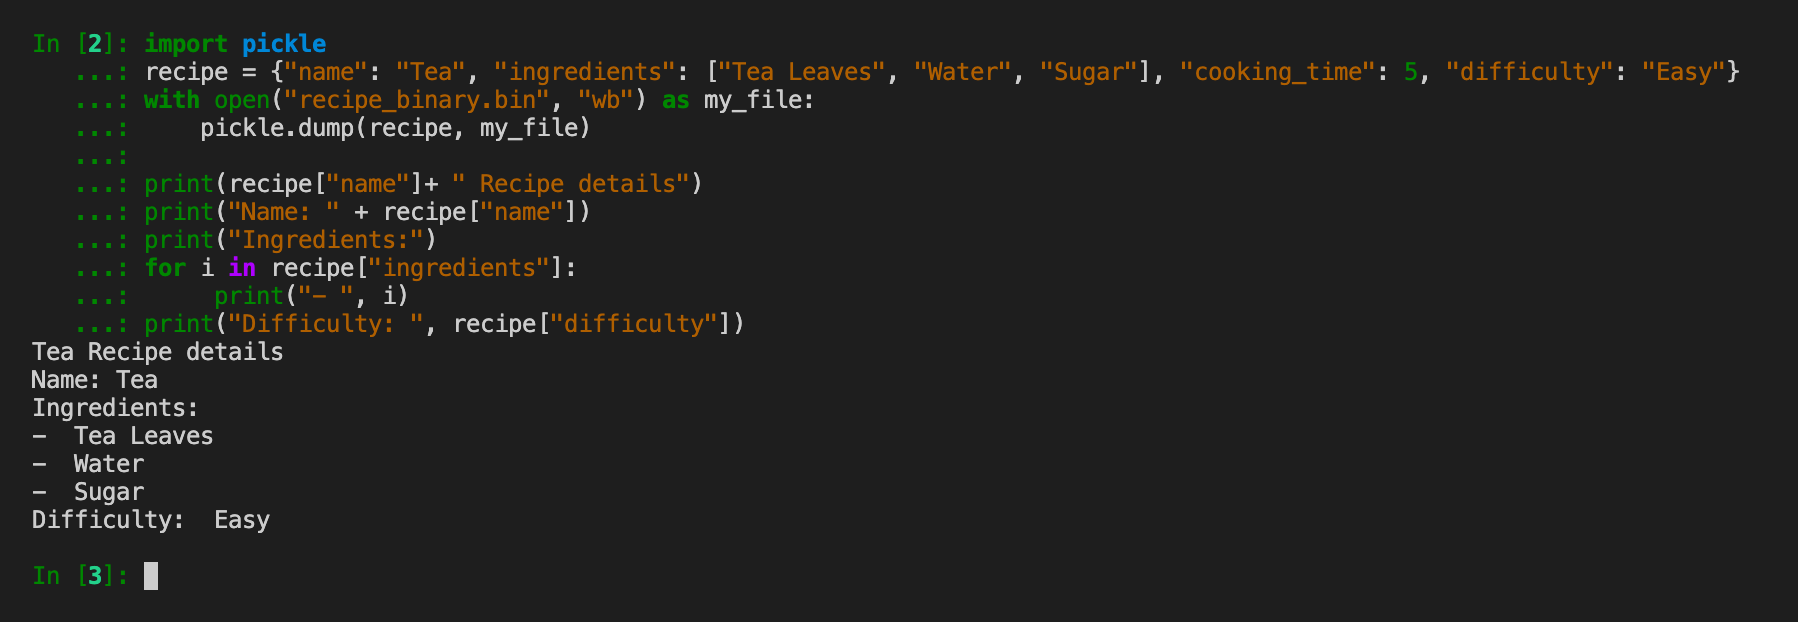 In [2]: import pickle
   ...: recipe = {"name": "Tea", "ingredients": ["Tea Leaves", "Water", "Sugar"], "cooking_time": 5, "difficulty": "Easy"}
   ...: with open("recipe_binary.bin", "wb") as my_file:
   ...:     pickle.dump(recipe, my_file)
   ...:
   ...: print(recipe["name"]+ " Recipe details")
   ...: print("Name: " + recipe["name"])
   ...: print("Ingredients:")
   ...: for i in recipe["ingredients"]:
   ...:      print("- ", i)
   ...: print("Difficulty: ", recipe["difficulty"])
Tea Recipe details
Name: Tea
Ingredients:
-  Tea Leaves
-  Water
-  Sugar
Difficulty:  Easy

In [3]: